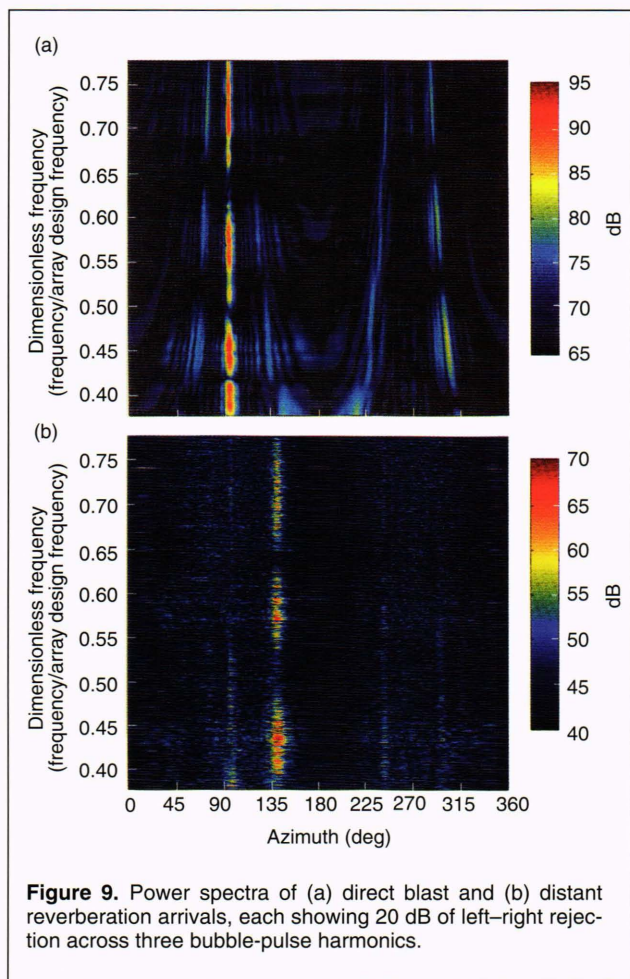 (a)
Dimensionless frequency
(frequency/array design frequency)
0.75
0.70
0.65
0.60
0.55
0.50
0.45
0.40
95
90
85
80
75
70
65
dB
(b)
Dimensionless frequency
(frequency/array design frequency)
0.75
0.70
0.65
0.60
0.55
0.50
0.45
0.40
70
65
60
55
50
45
40
dB
0 45 90 135 180 225 270 315 360
Azimuth (deg)
Figure 9. Power spectra of (a) direct blast and (b) distant
reverberation arrivals, each showing 20 dB of left–right rejec-
tion across three bubble-pulse harmonics.